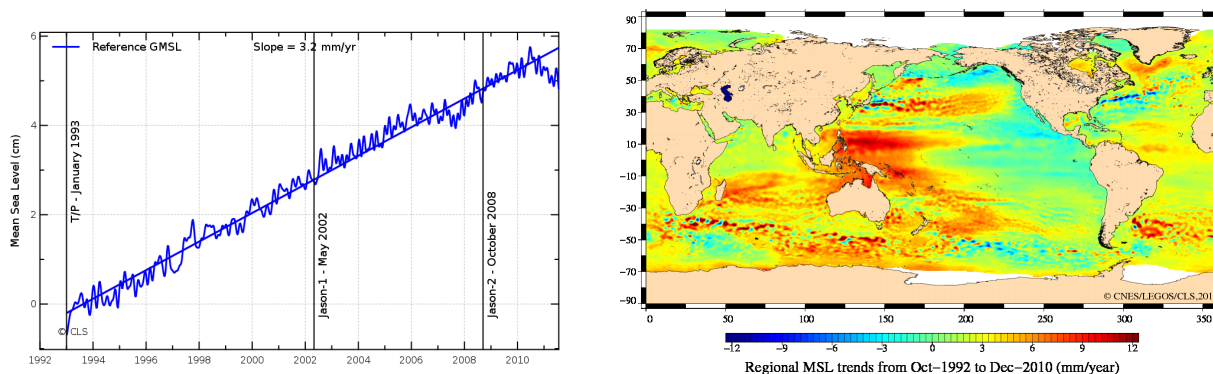 6
Reference GMSL
Slope = 3.2 mm/yr
4
2
0
Mean Sea Level (cm)
T/P - January 1993
Jason-1 - May 2002
Jason-2 - October 2008
© CLS
1992 1994 1996 1998 2000 2002 2004 2006 2008 2010
90
70
50
30
10
−10
−30
−50
−70
−90
© CNES/LEGOS/CLS,201
0 50 100 150 200 250 300 35
−12 −9 −6 −3 0 3 6 9 12
Regional MSL trends from Oct−1992 to Dec−2010 (mm/year)